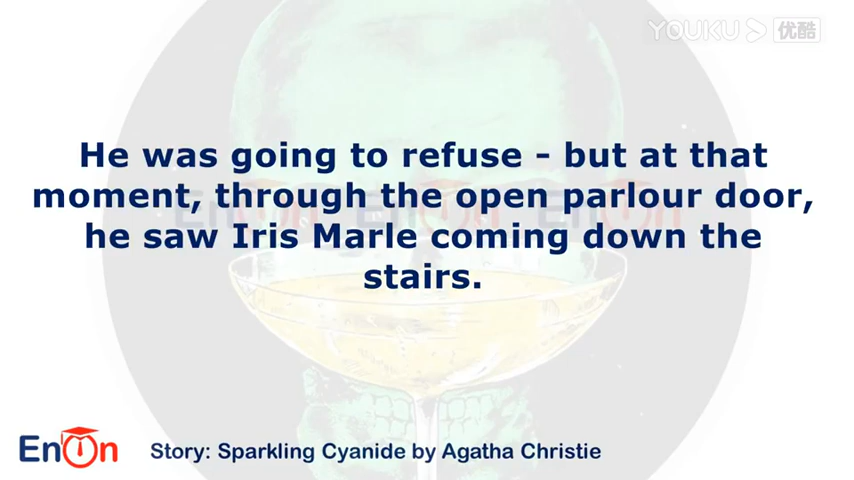 YOUKU 优酷
He was going to refuse - but at that
moment, through the open parlour door,
he saw Iris Marle coming down the
stairs.
EnOn
Story: Sparkling Cyanide by Agatha Christie